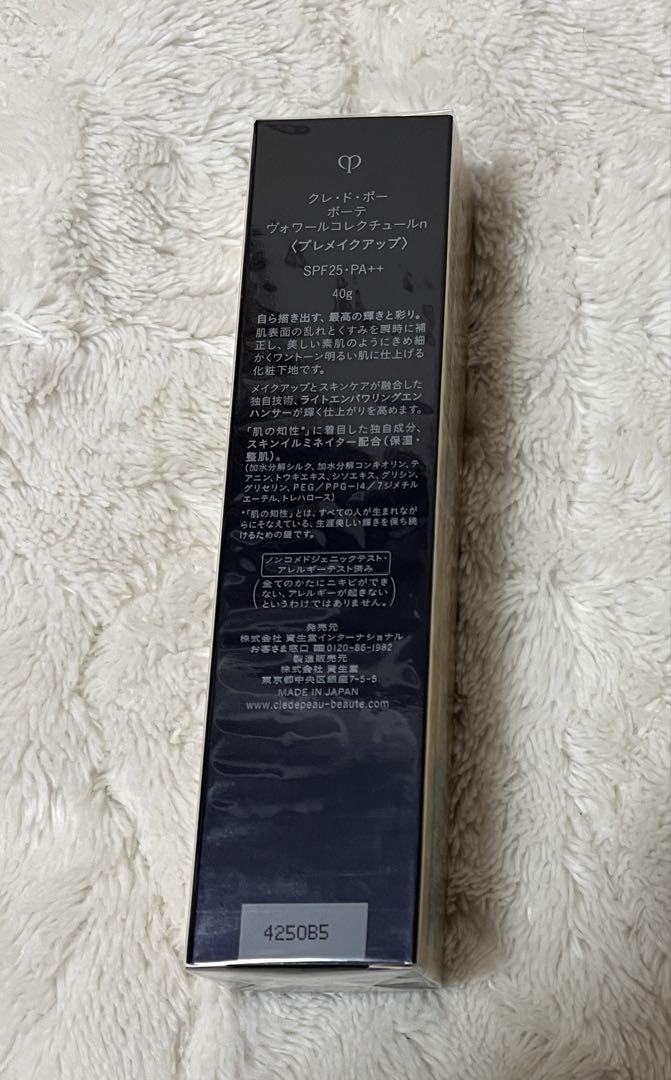 クレ・ド・ポー
ボーテ
ヴォワールコレクチュールn
〈プレメイクアップ〉
SPF25・PA++
40g
自ら描き出す、最高の輝きと彩り。
肌表面の乱れとくすみを瞬時に補
正し、美しい素肌のようにきめ細
かくワントーン明るい肌に仕上げる
化粧下地です。
メイクアップとスキンケアが融合した
独自技術、ライトエンパワリングエン
ハンサーが輝く仕上がりを高めます。
「肌の知性*」に着目した独自成分、
スキンイルミネイター配合(保湿・
整肌)。
(加水分解シルク、加水分解コンキオリン、テ
アニン、トウキエキス、シソエキス、グリシン、
グリセリン、PEG/PPG-14/7ジメチル
エーテル、トレハロース)
*「肌の知性」とは、すべての人が生まれなが
らにそなえている、生涯美しい輝きを保ち続
けるための鍵です。
ノンコメドジェニックテスト・
アレルギーテスト済み
(全てのかたにニキビができ
ない、アレルギーが起きない
というわけではありません。)
発売元
株式会社 資生堂インターナショナル
お客さま窓口 0120-86-1982
製造販売元
株式会社 資生堂
東京都中央区銀座7-5-5
MADE IN JAPAN
www.cledepeau-beaute.com
4250B5